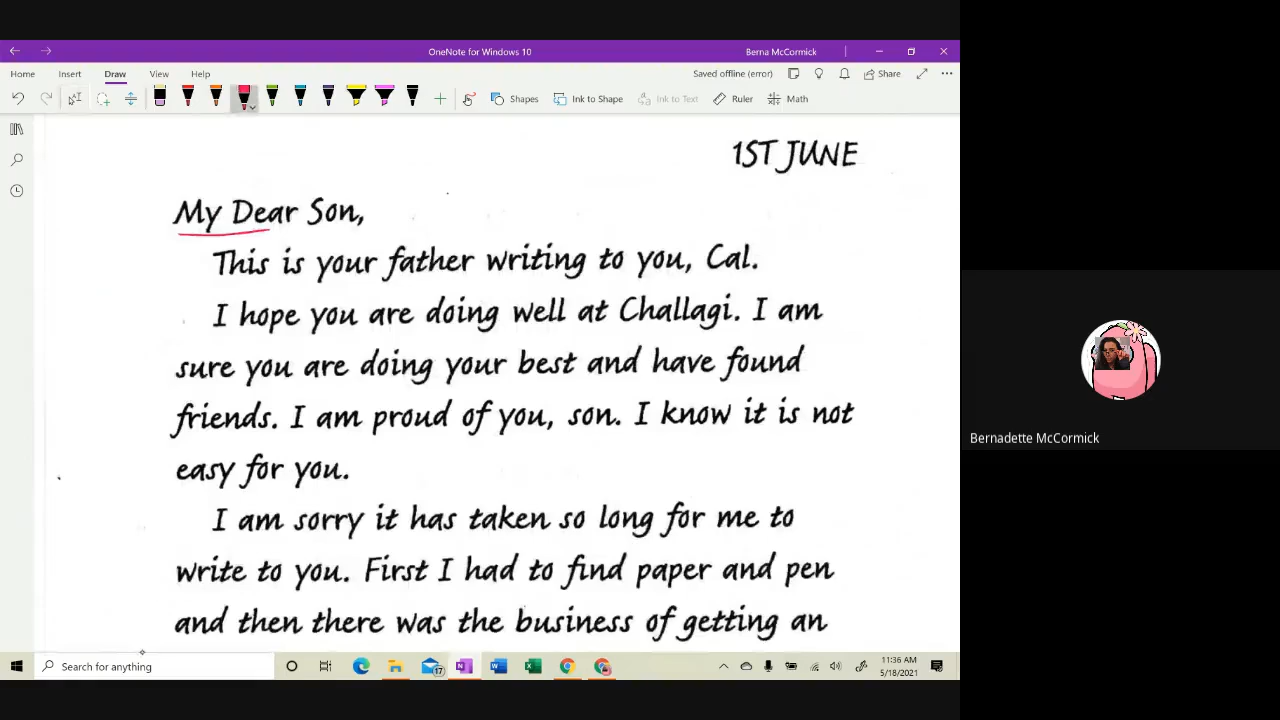 OneNote for Windows 10
Berna McCormick
Home Insert Draw View Help
Saved offline (error) Share
Shapes Ink to Shape Ink to Text Ruler Math
1ST JUNE
My Dear Son,
This is your father writing to you, Cal.
I hope you are doing well at Challagi. I am
sure you are doing your best and have found
friends. I am proud of you, son. I know it is not
easy for you.
I am sorry it has taken so long for me to
write to you. First I had to find paper and pen
and then there was the business of getting an
Bernadette McCormick
Search for anything
17
11:36 AM
5/18/2021